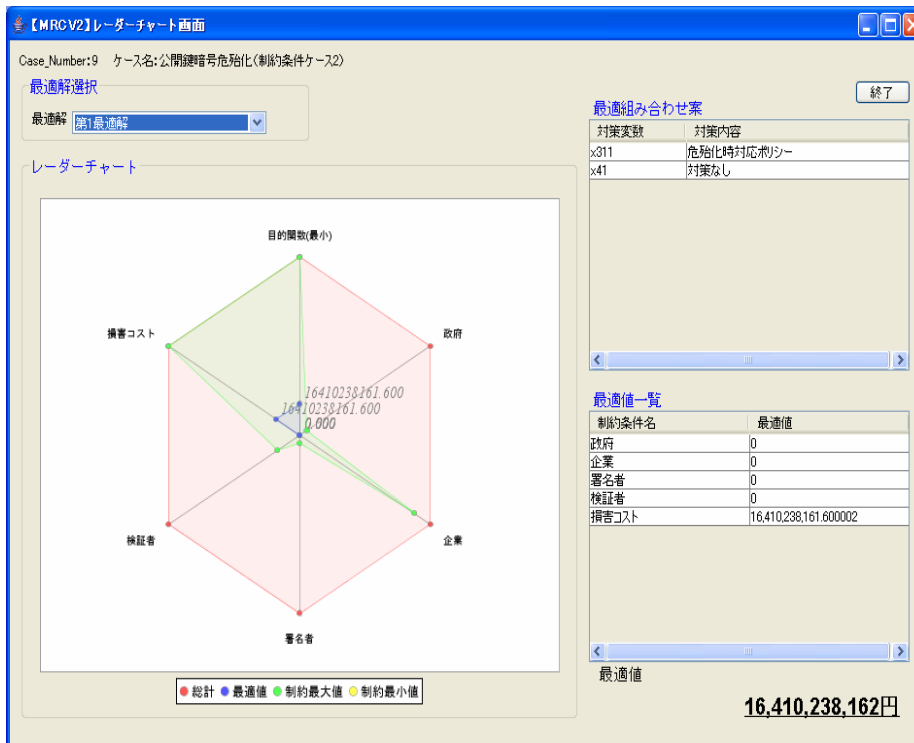 【MRC V2】レーダーチャート画面
Case_Number:9 ケース名:公開鍵暗号危殆化(制約条件ケース2)
最適解選択
最適解 第1最適解
終了
レーダーチャート
目的関数(最小)
政府
企業
署名者
検証者
損害コスト
16410238161.600
16410238161.600
0.000
総計 最適値 制約最大値 制約最小値
最適組み合わせ案
対策変数 対策内容
x311 危殆化時対応ポリシー
x41 対策なし
最適値一覧
制約条件名 最適値
政府 0
企業 0
署名者 0
検証者 0
損害コスト 16,410,238,161.600002
最適値
16,410,238,162円